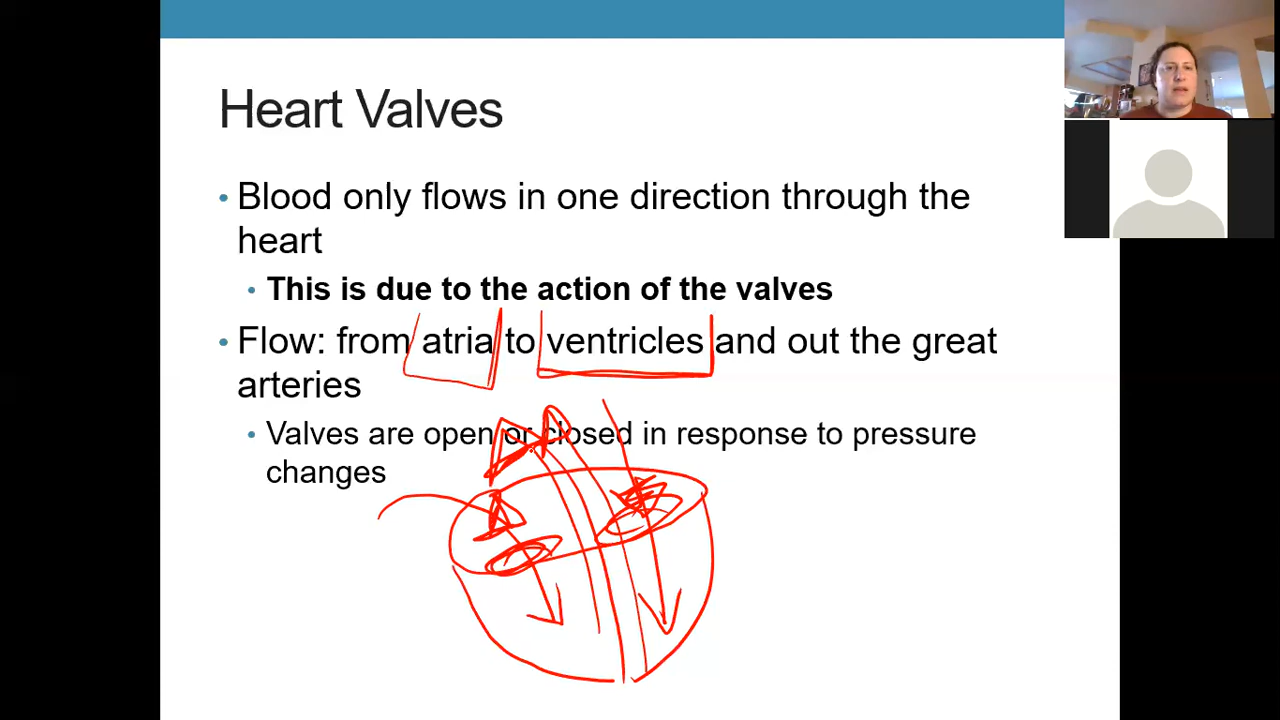 Heart Valves
• Blood only flows in one direction through the
heart
• This is due to the action of the valves
• Flow: from atria to ventricles and out the great
arteries
• Valves are open or closed in response to pressure
changes